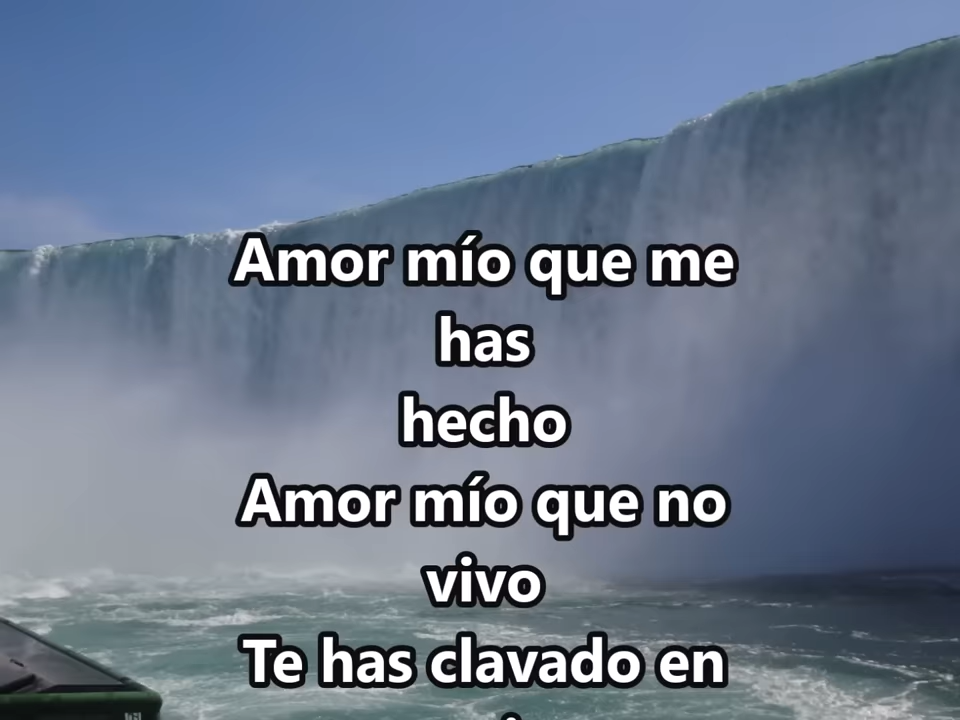 Amor mío que me
has
hecho
Amor mío que no
vivo
Te has clavado en